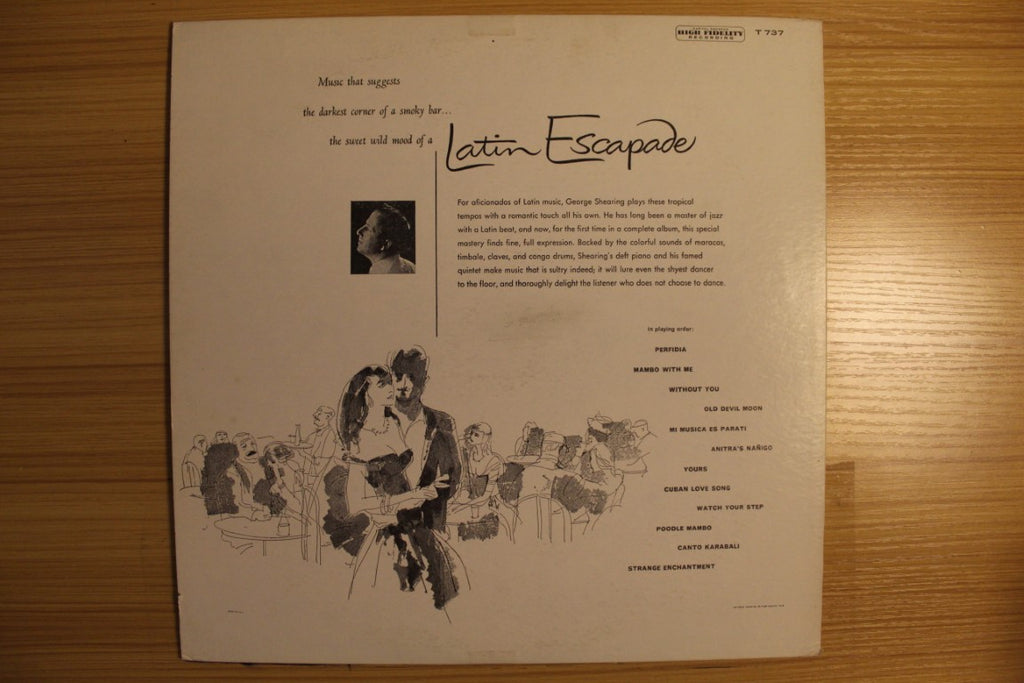 HIGH FIDELITY
RECORDING
T 737
Music that suggests
the darkest corner of a smoky bar...
the sweet wild mood of a
Latin Escapade
For aficionados of Latin music, George Shearing plays these tropical
tempos with a romantic touch all his own. He has long been a master of jazz
with a Latin beat, and now, for the first time in a complete album, this special
mastery finds fine, full expression. Backed by the colorful sounds of maracas,
timbale, claves, and conga drums, Shearing's deft piano and his famed
quintet make music that is sultry indeed; it will lure even the shyest dancer
to the floor, and thoroughly delight the listener who does not choose to dance.
in playing order:
PERFIDIA
MAMBO WITH ME
WITHOUT YOU
OLD DEVIL MOON
MI MUSICA ES PARATI
ANITRA'S NAÑIGO
YOURS
CUBAN LOVE SONG
WATCH YOUR STEP
POODLE MAMBO
CANTO KARABALI
STRANGE ENCHANTMENT